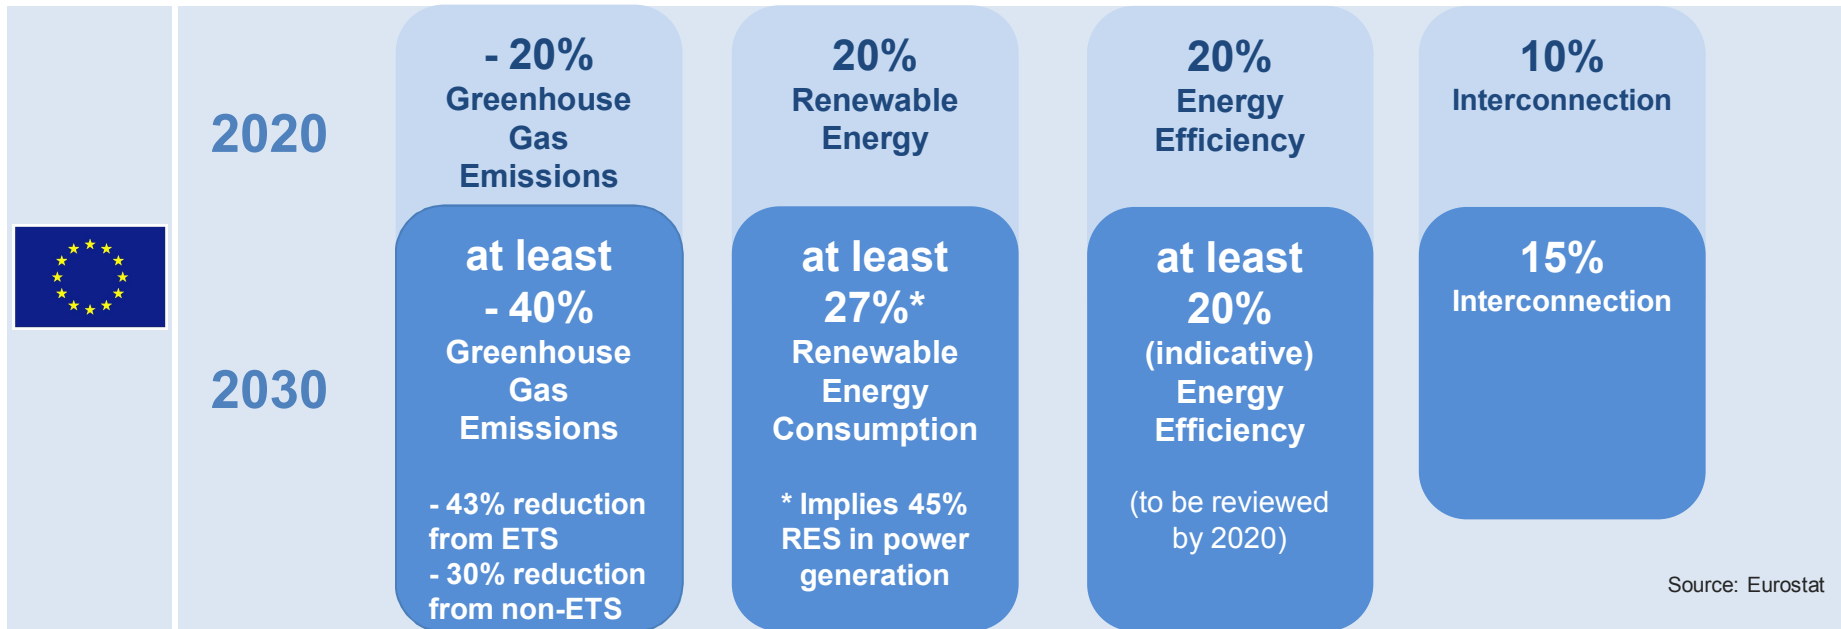 2020
- 20%
Greenhouse
Gas
Emissions
20%
Renewable
Energy
20%
Energy
Efficiency
10%
Interconnection
2030
at least
- 40%
Greenhouse
Gas
Emissions
- 43% reduction
from ETS
- 30% reduction
from non-ETS
at least
27%*
Renewable
Energy
Consumption
* Implies 45%
RES in power
generation
at least
20%
(indicative)
Energy
Efficiency
(to be reviewed
by 2020)
15%
Interconnection
Source: Eurostat